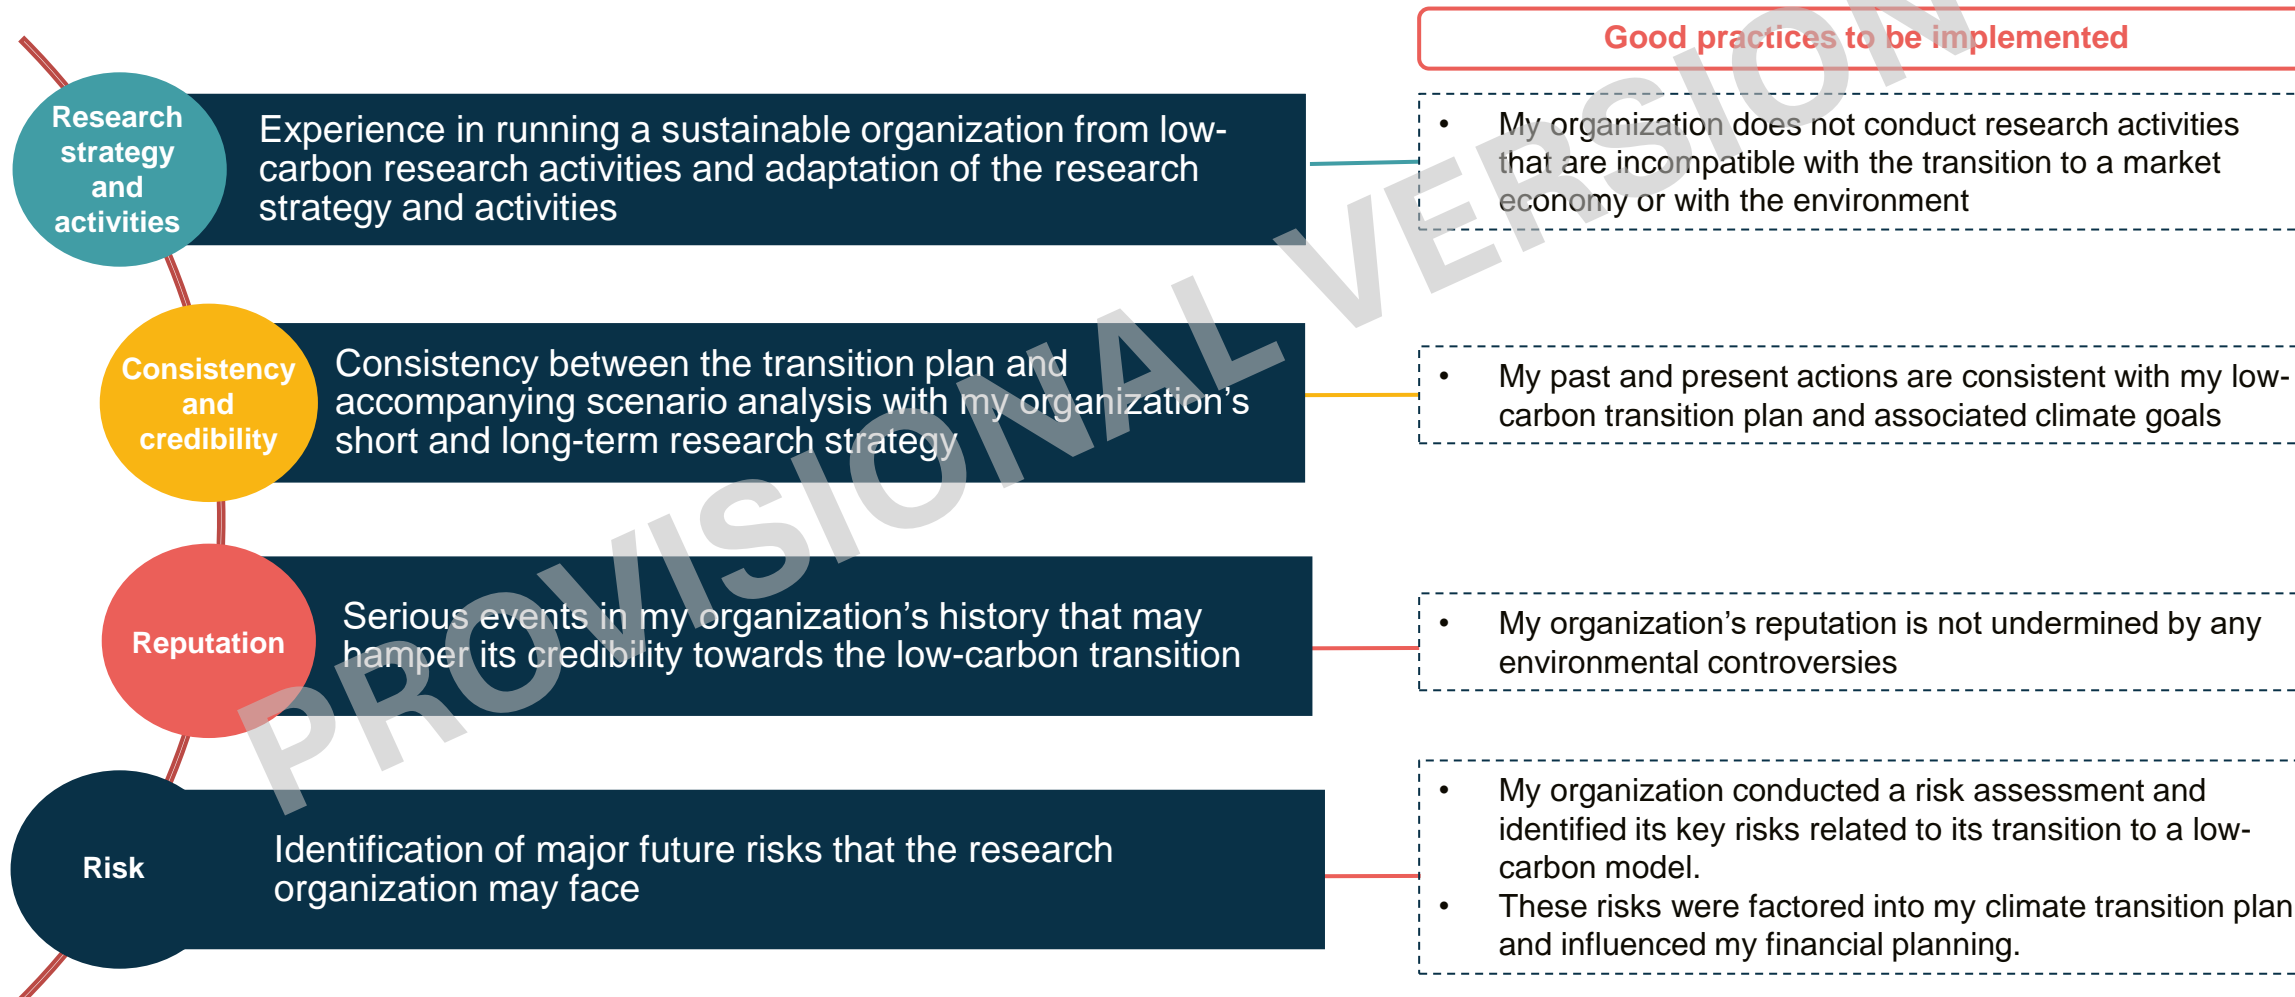 Good practices to be implemented
Research
strategy
and
activities
Experience in running a sustainable organization from low-
carbon research activities and adaptation of the research
strategy and activities
• My organization does not conduct research activities
that are incompatible with the transition to a market
economy or with the environment
Consistency
and
credibility
Consistency between the transition plan and
accompanying scenario analysis with my organization’s
short and long-term research strategy
• My past and present actions are consistent with my low-
carbon transition plan and associated climate goals
Reputation
Serious events in my organization’s history that may
hamper its credibility towards the low-carbon transition
• My organization’s reputation is not undermined by any
environmental controversies
Risk
Identification of major future risks that the research
organization may face
• My organization conducted a risk assessment and
identified its key risks related to its transition to a low-
carbon model.
• These risks were factored into my climate transition plan
and influenced my financial planning.
PROVISIONAL VERSION